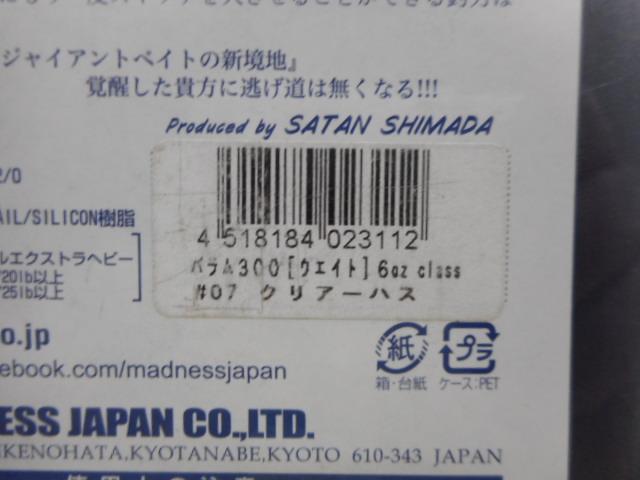 ジャイアントベイトの新境地』
覚醒した貴方に逃げ道は無くなる!!!
Produced by SATAN SHIMADA
2/0
AIL/SILICON樹脂
ルエクストラヘビー
/20lb以上
/25lb以上
4 518184 023112
バラム300[ウエイト]6oz class
#07 クリアーハス
o.jp
ebook.com/madnessjapan
紙
プラ
箱・台紙
ケース:PET
NESS JAPAN CO.,LTD.
IKENOHATA,KYOTANABE,KYOTO 610-343 JAPAN